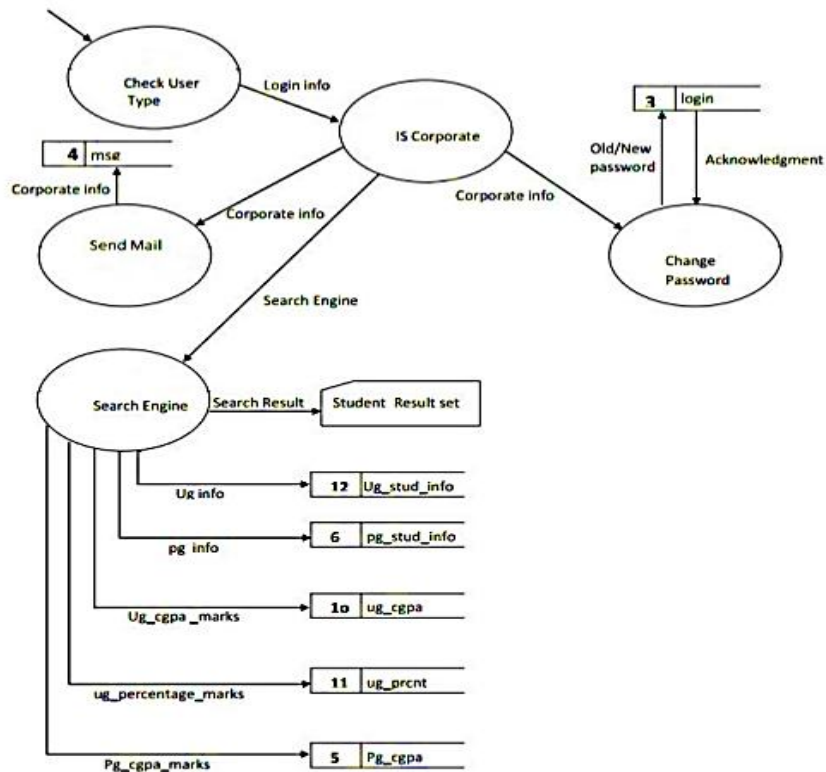 Check User
Type
Login info
IS Corporate
3 login
Old/New
password
Acknowledgment
4 msg
Corporate info
Corporate info
Corporate info
Send Mail
Change
Password
Search Engine
Search Engine
Search Result
Student Result set
Ug info
12 Ug_stud_info
pg info
6 pg_stud_info
Ug_cgpa _marks
1o ug_cgpa
ug_percentage_marks
11 ug_prcnt
Pg_cgpa_marks
5 Pg_cgpa